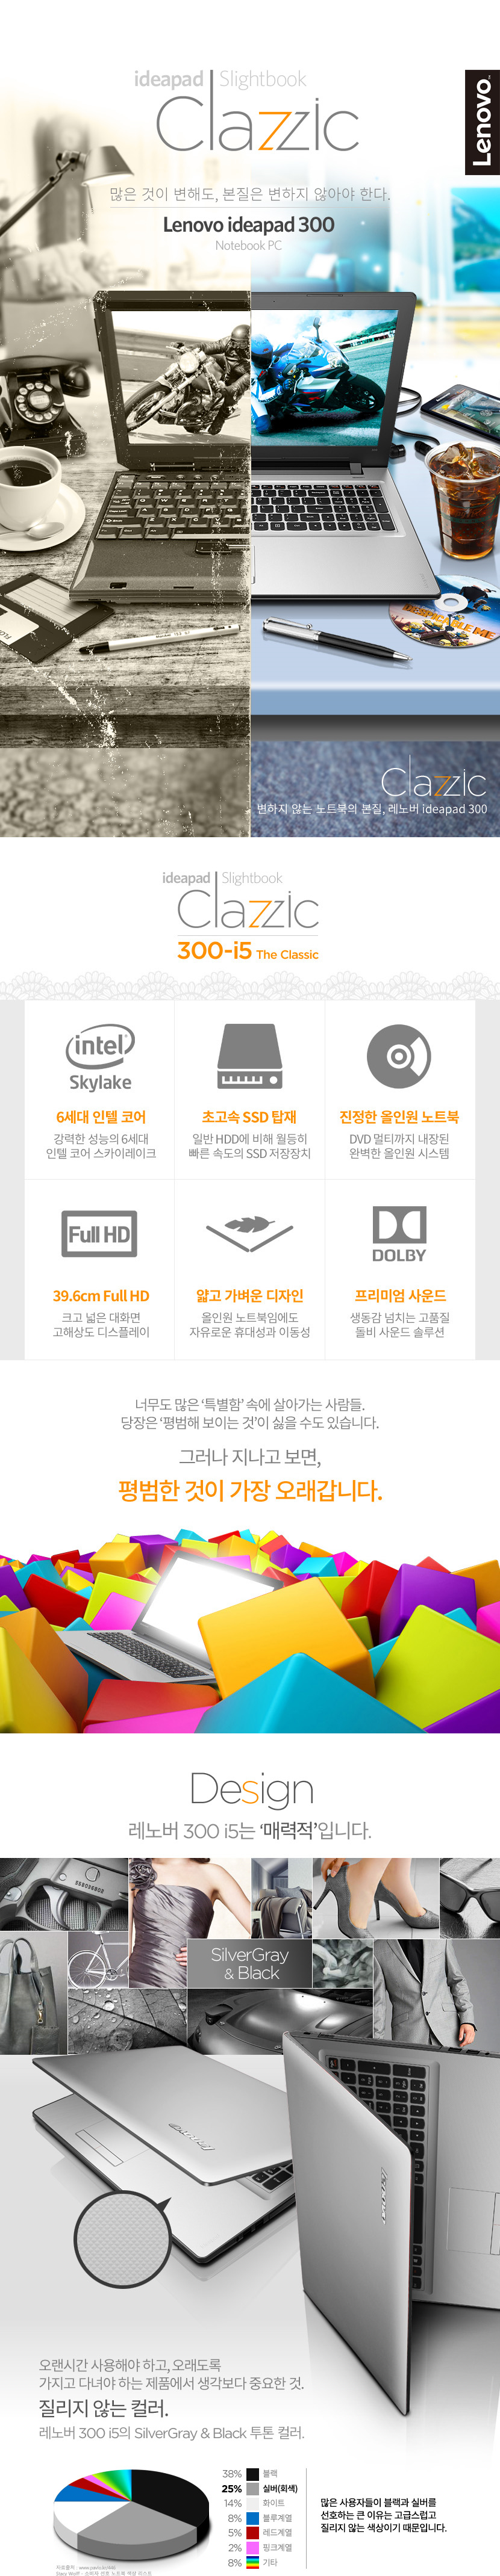 ideapad | Slightbook
Clazzic
Lenovo
많은 것이 변해도, 본질은 변하지 않아야 한다.
Lenovo ideapad 300
Notebook PC
DESPICABLE ME
Clazzic
변하지 않는 노트북의 본질, 레노버 ideapad 300
ideapad | Slightbook
Clazzic
300-i5 The Classic
intel
Skylake
6세대 인텔 코어
강력한 성능의 6세대
인텔 코어 스카이레이크
초고속 SSD 탑재
일반 HDD에 비해 월등히
빠른 속도의 SSD 저장장치
진정한 올인원 노트북
DVD 멀티까지 내장된
완벽한 올인원 시스템
Full HD
39.6cm Full HD
크고 넓은 대화면
고해상도 디스플레이
얇고 가벼운 디자인
올인원 노트북임에도
자유로운 휴대성과 이동성
DOLBY
프리미엄 사운드
생동감 넘치는 고품질
돌비 사운드 솔루션
너무도 많은 ‘특별함’ 속에 살아가는 사람들.
당장은 ‘평범해 보이는 것’이 싫을 수도 있습니다.
그러나 지나고 보면,
평범한 것이 가장 오래갑니다.
Design
레노버 300 i5는 ‘매력적’입니다.
SilverGray
& Black
lenovo
lenovo
오랜시간 사용해야 하고, 오래도록
가지고 다녀야 하는 제품에서 생각보다 중요한 것.
질리지 않는 컬러.
레노버 300 i5의 SilverGray & Black 투톤 컬러.
38% 블랙
25% 실버(회색)
14% 화이트
8% 블루계열
5% 레드계열
2% 핑크계열
8% 기타
많은 사용자들이 블랙과 실버를
선호하는 큰 이유는 고급스럽고
질리지 않는 색상이기 때문입니다.